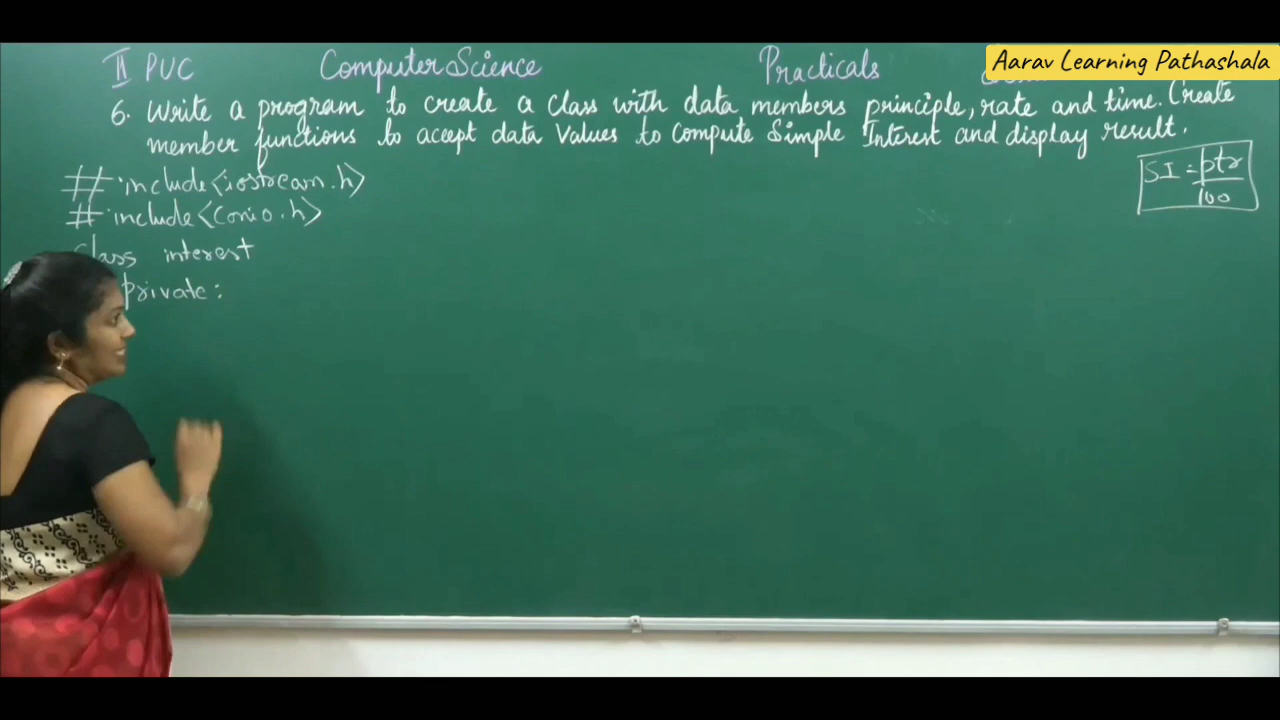 II PUC Computer Science Practicals
Aarav Learning Pathashala
6. Write a program to create a class with data members principle, rate and time. Create
member functions to accept data values to compute Simple Interest and display result.
SI = ptr
100
#include<iostream.h>
#include<conio.h>
class interest
private: